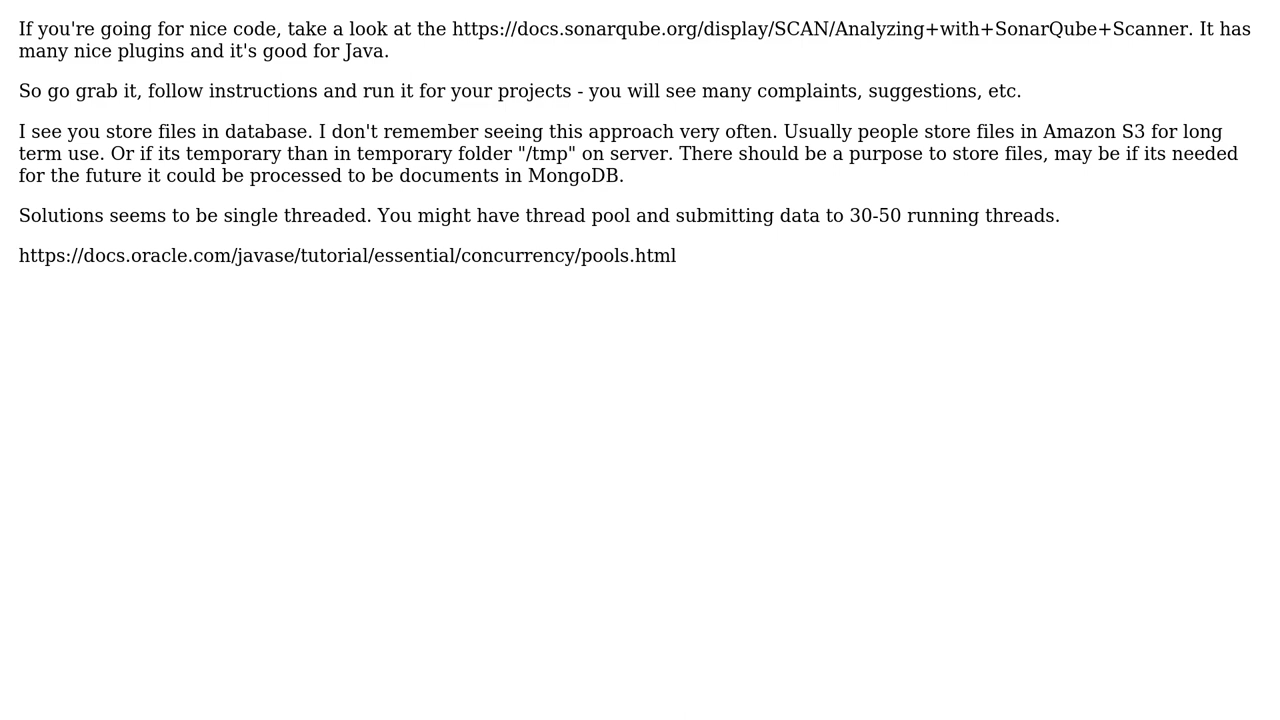 If you're going for nice code, take a look at the https://docs.sonarqube.org/display/SCAN/Analyzing+with+SonarQube+Scanner. It has
many nice plugins and it's good for Java.
So go grab it, follow instructions and run it for your projects - you will see many complaints, suggestions, etc.
I see you store files in database. I don't remember seeing this approach very often. Usually people store files in Amazon S3 for long
term use. Or if its temporary than in temporary folder "/tmp" on server. There should be a purpose to store files, may be if its needed
for the future it could be processed to be documents in MongoDB.
Solutions seems to be single threaded. You might have thread pool and submitting data to 30-50 running threads.
https://docs.oracle.com/javase/tutorial/essential/concurrency/pools.html